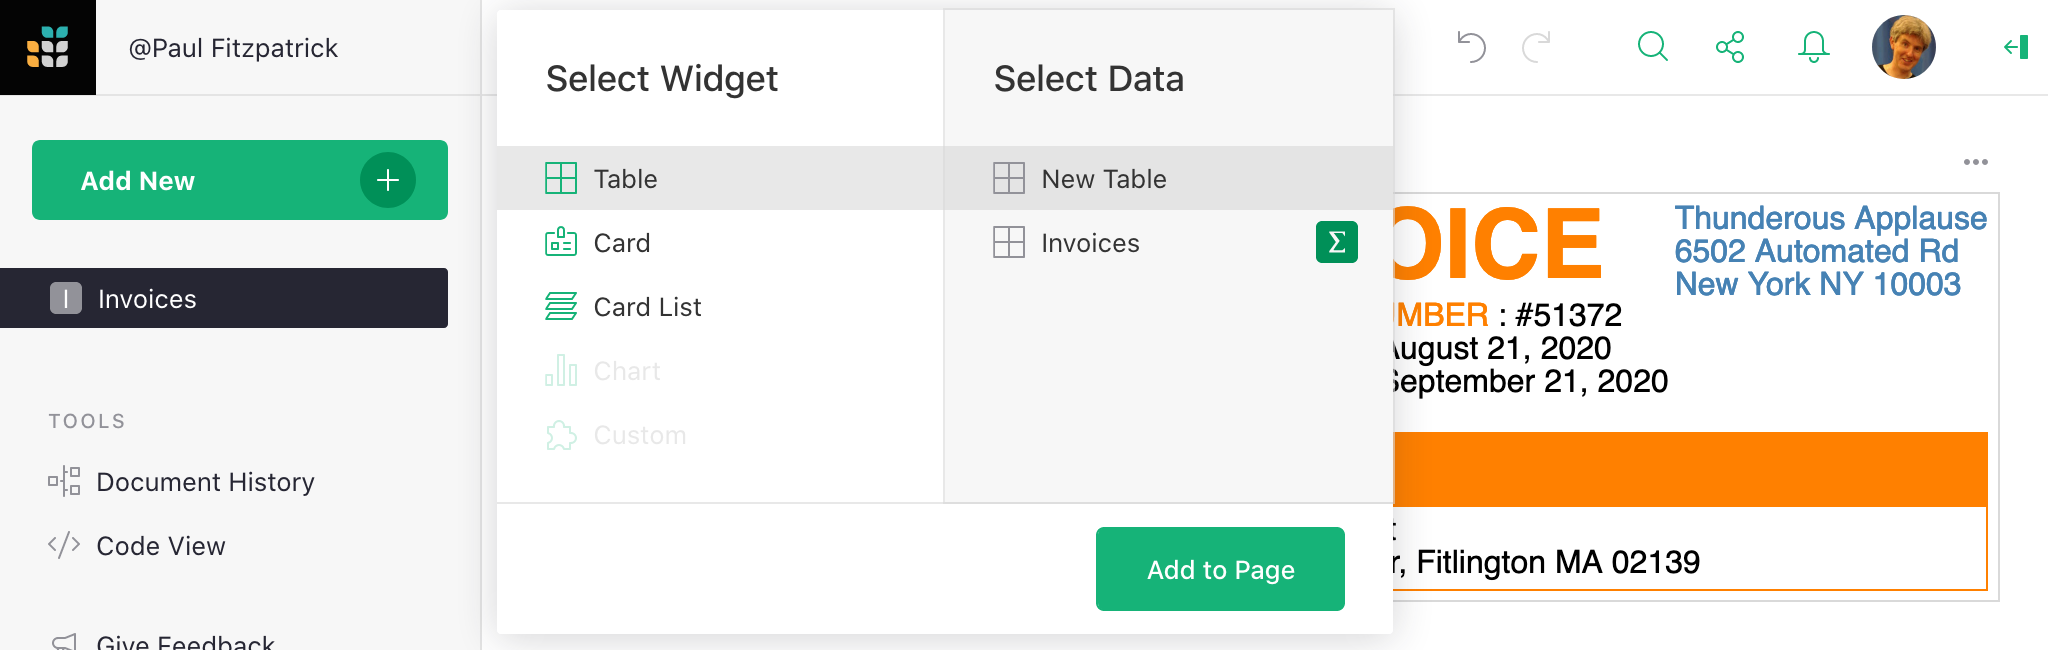 @Paul Fitzpatrick
Add New
I Invoices
TOOLS
Document History
Code View
Give Feedback
Select Widget
Table
Card
Card List
Chart
Custom
Select Data
New Table
Invoices Σ
Add to Page
OICE
MBER : #51372
August 21, 2020
September 21, 2020
Thunderous Applause
6502 Automated Rd
New York NY 10003
r, Fitlington MA 02139